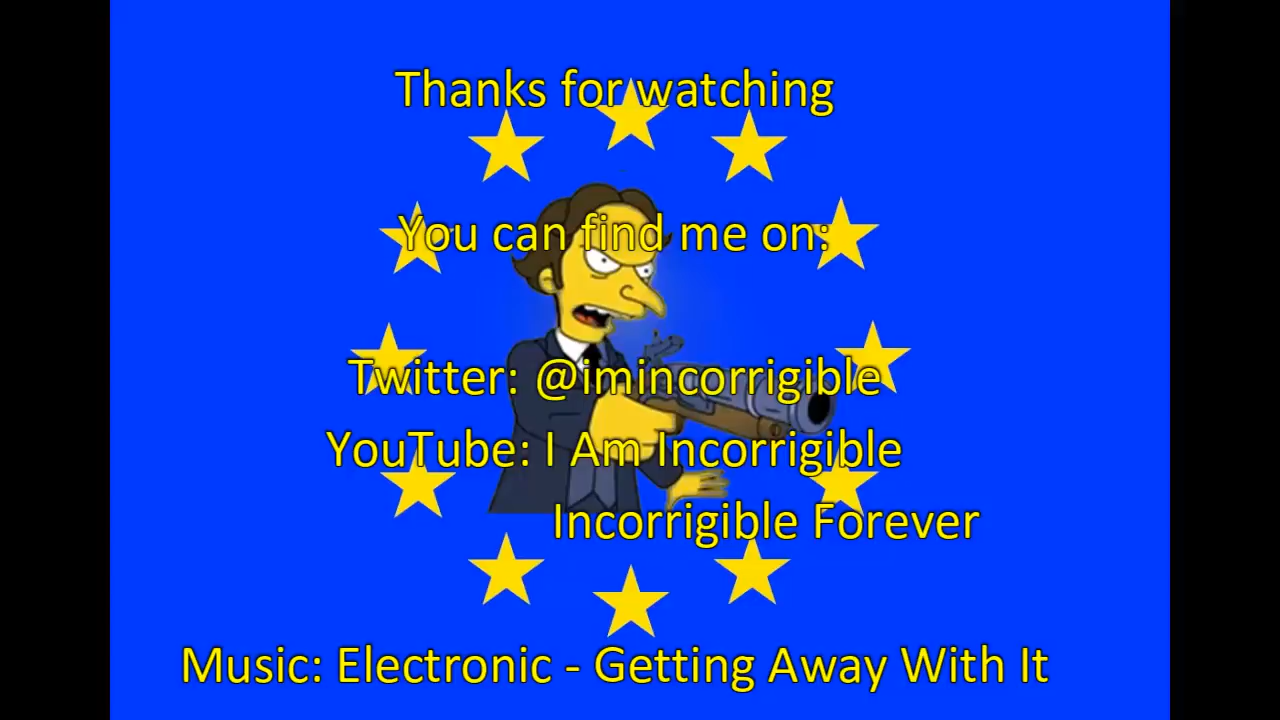 Thanks for watching
You can find me on:
Twitter: @imincorrigible
YouTube: I Am Incorrigible
Incorrigible Forever
Music: Electronic - Getting Away With It